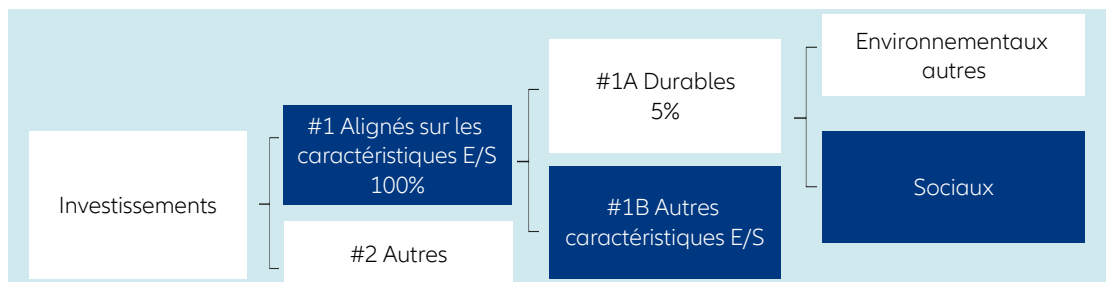 Investissements
#1 Alignés sur les
caractéristiques E/S
100%
#2 Autres
#1A Durables
5%
#1B Autres
caractéristiques E/S
Environnementaux
autres
Sociaux